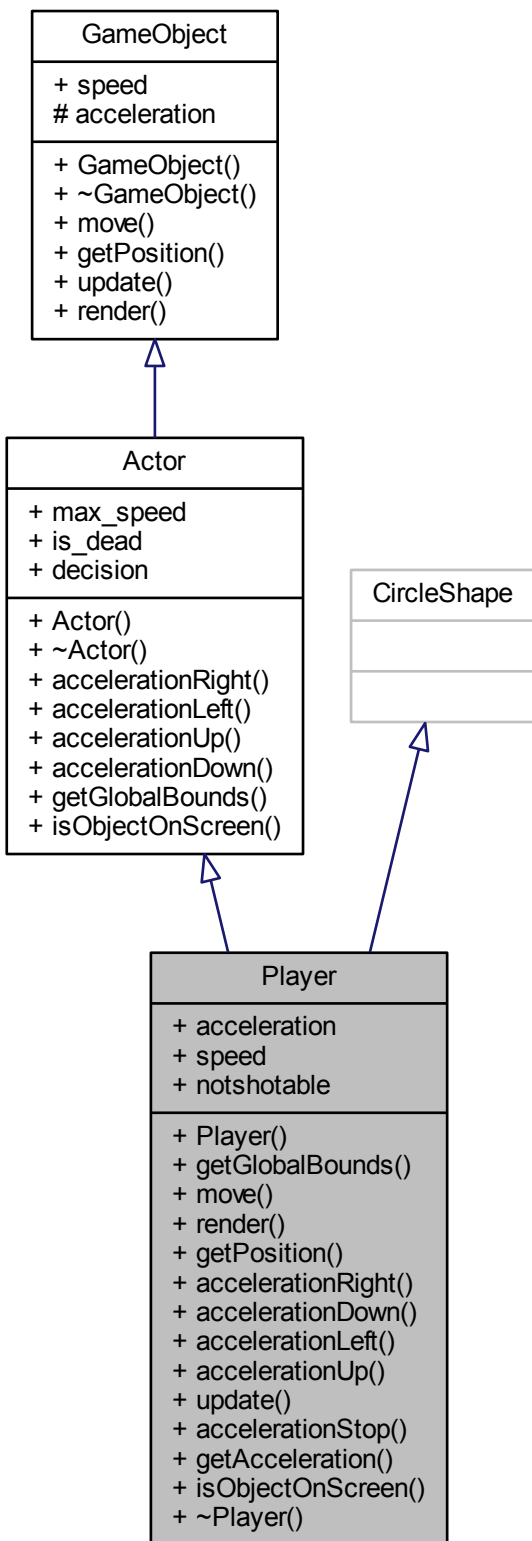 GameObject
+ speed
# acceleration
+ GameObject()
+ ~GameObject()
+ move()
+ getPosition()
+ update()
+ render()
Actor
+ max_speed
+ is_dead
+ decision
+ Actor()
+ ~Actor()
+ accelerationRight()
+ accelerationLeft()
+ accelerationUp()
+ accelerationDown()
+ getGlobalBounds()
+ isObjectOnScreen()
CircleShape
Player
+ acceleration
+ speed
+ notshotable
+ Player()
+ getGlobalBounds()
+ move()
+ render()
+ getPosition()
+ accelerationRight()
+ accelerationDown()
+ accelerationLeft()
+ accelerationUp()
+ update()
+ accelerationStop()
+ getAcceleration()
+ isObjectOnScreen()
+ ~Player()